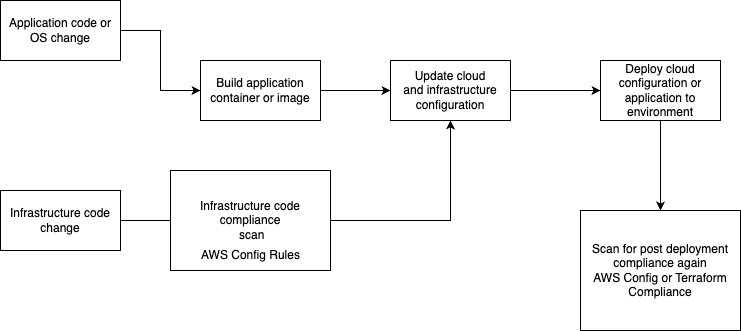 Application code or
OS change
Build application
container or image
Update cloud
and infrastructure
configuration
Deploy cloud
configuration or
application to
environment
Infrastructure code
change
Infrastructure code
compliance
scan
AWS Config Rules
Scan for post deployment
compliance again
AWS Config or Terraform
Compliance